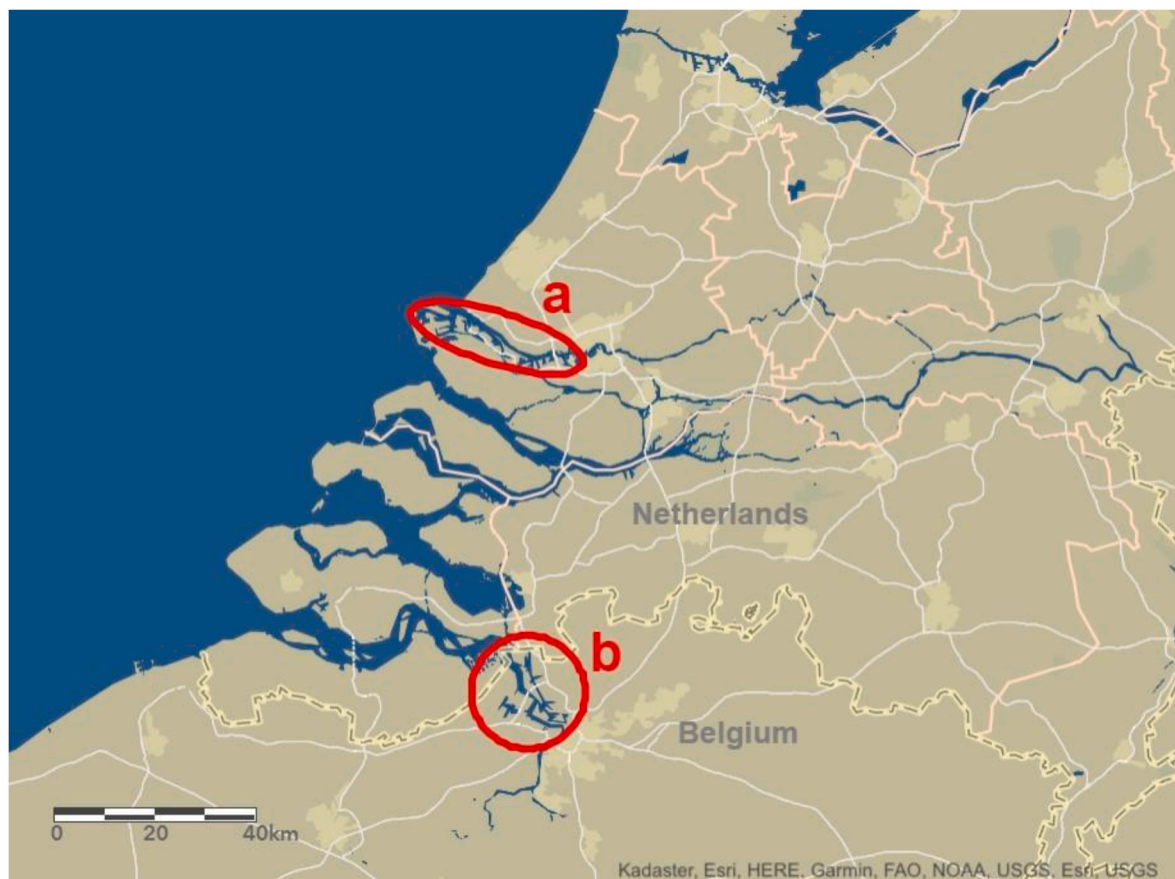 a
Netherlands
b
Belgium
0 20 40km
Kadaster, Esri, HERE, Garmin, FAO, NOAA, USGS, Esri, USGS